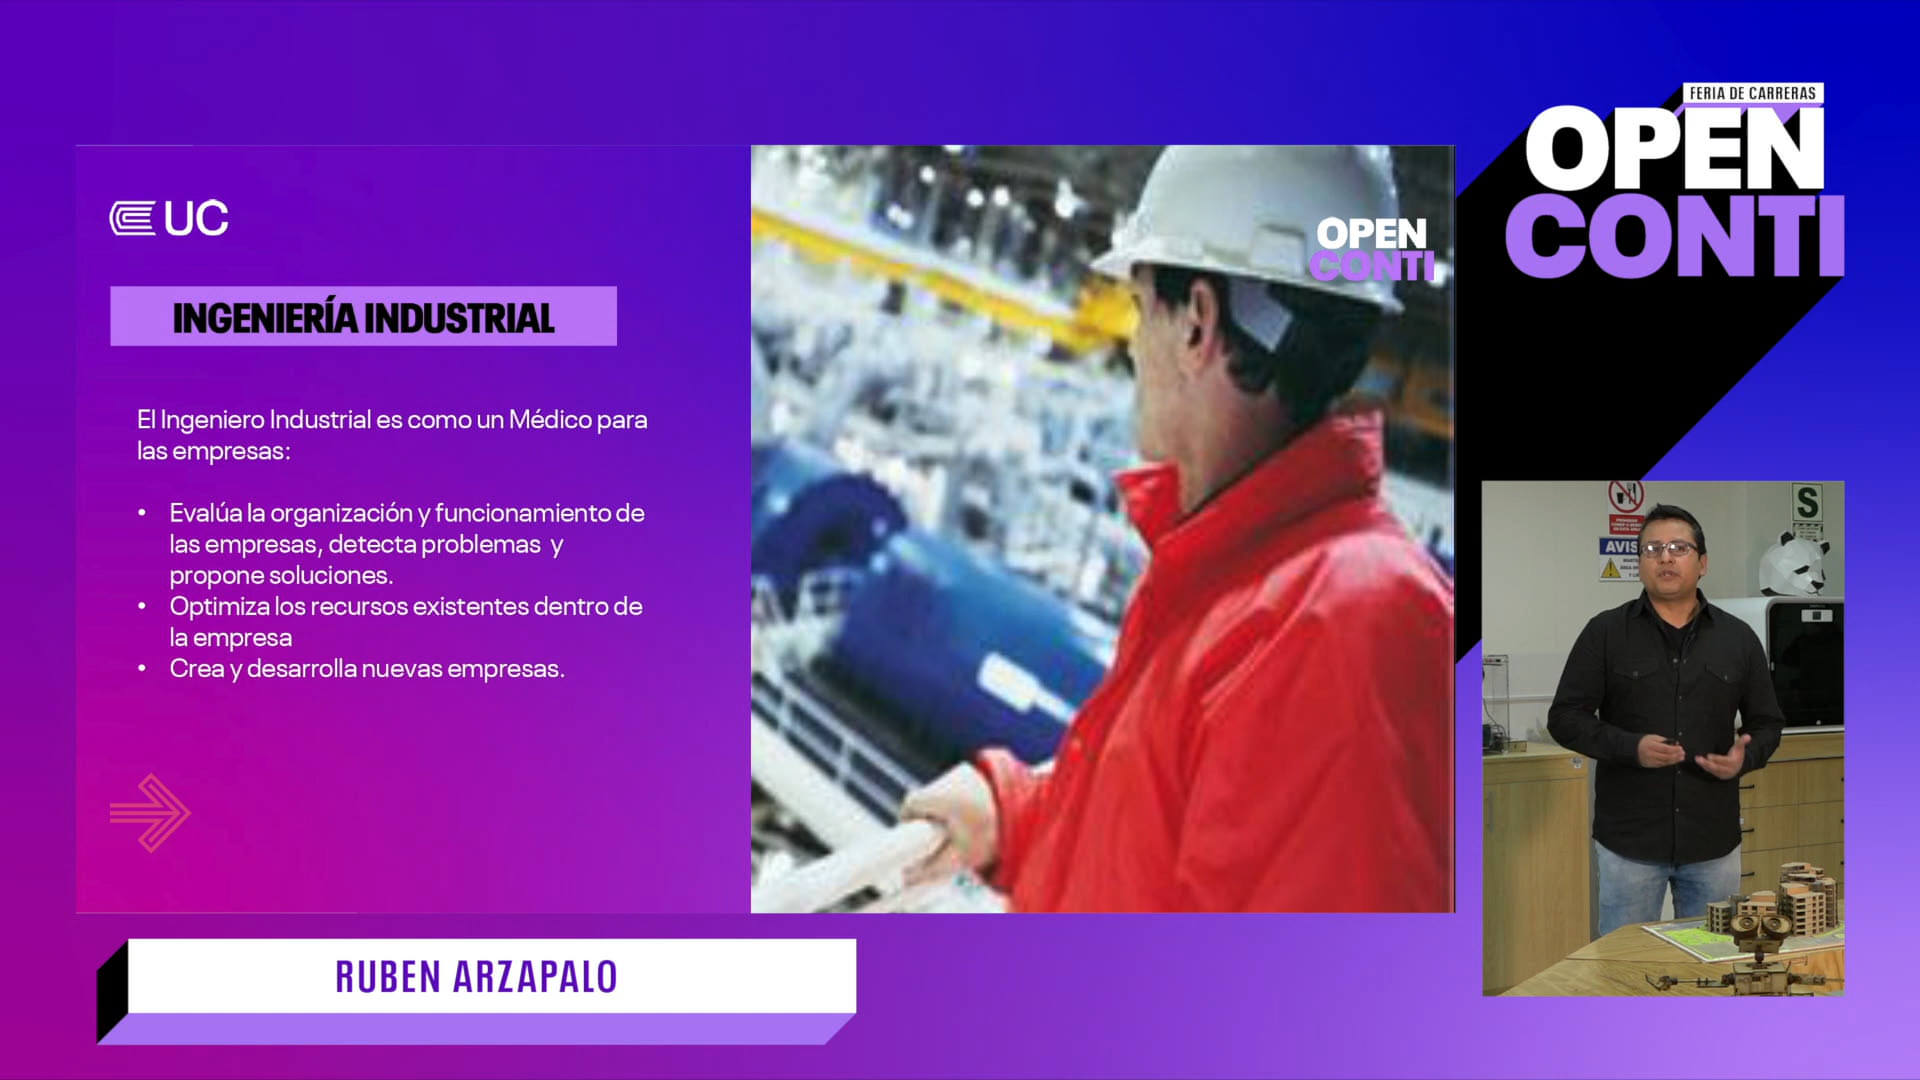 FERIA DE CARRERAS
OPEN
CONTI
UC
OPEN
CONTI
INGENIERÍA INDUSTRIAL
El Ingeniero Industrial es como un Médico para
las empresas:
• Evalúa la organización y funcionamiento de
las empresas, detecta problemas y
propone soluciones.
• Optimiza los recursos existentes dentro de
la empresa
• Crea y desarrolla nuevas empresas.
S
RUBEN ARZAPALO